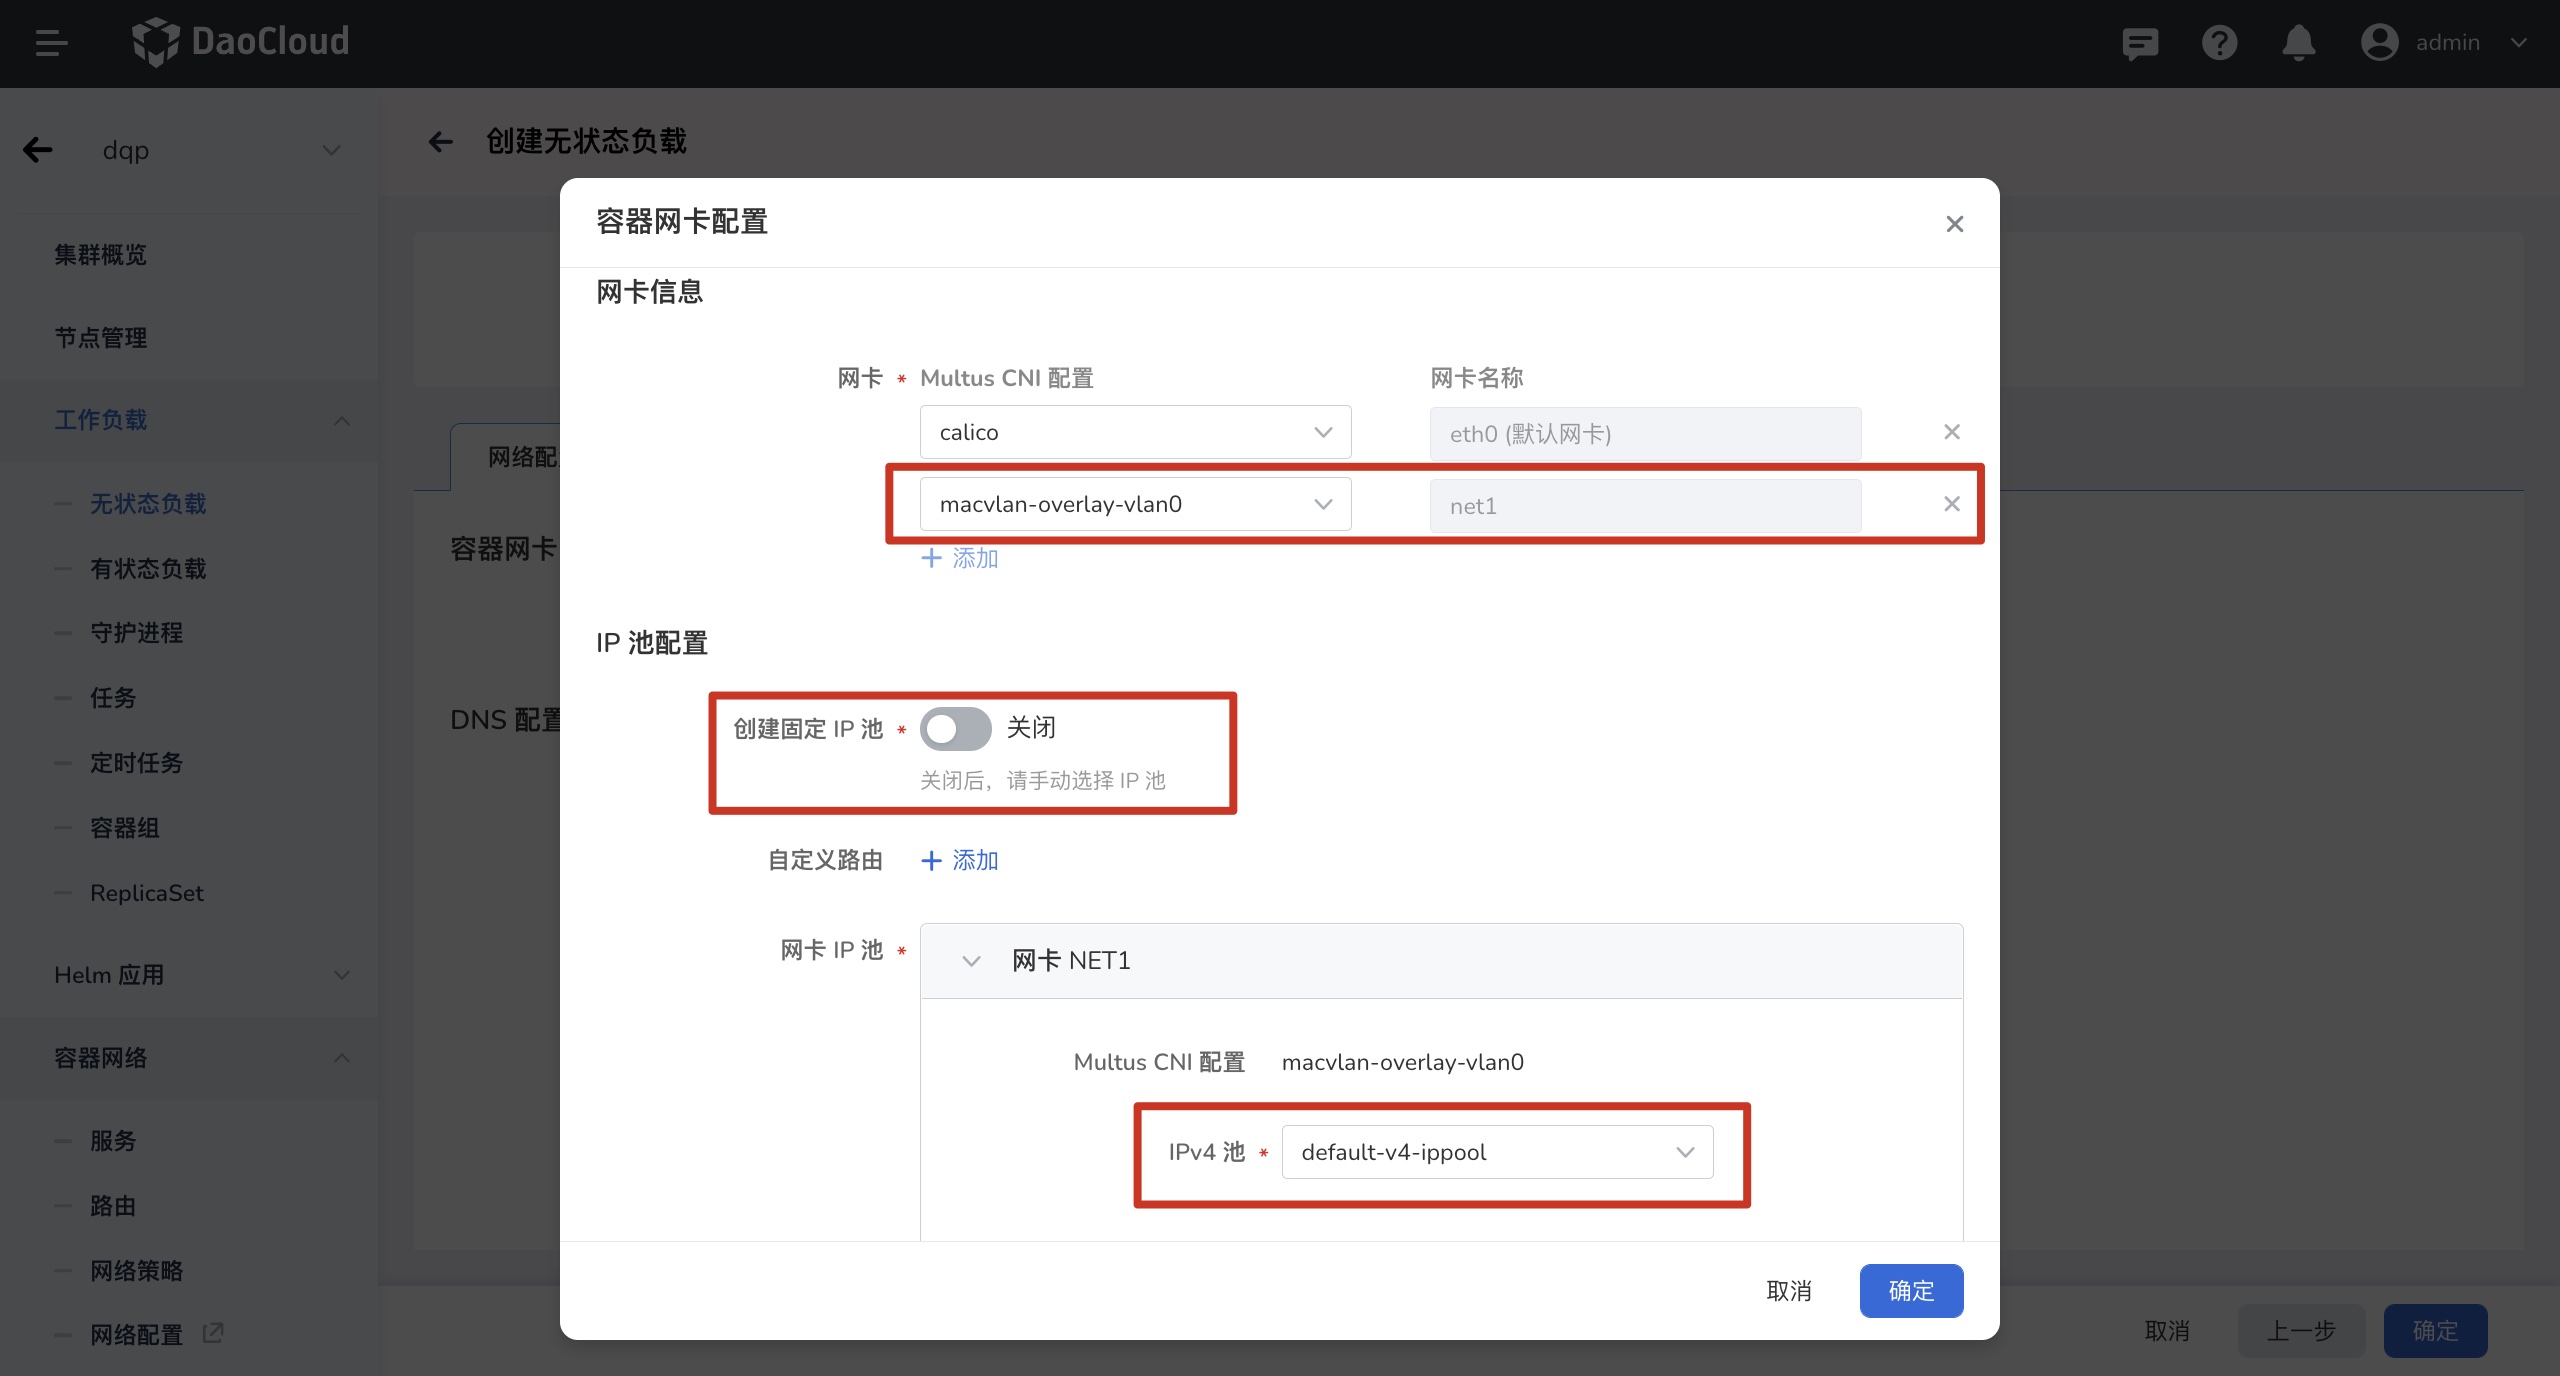 DaoCloud
admin
dqp
集群概览
节点管理
工作负载
无状态负载
有状态负载
守护进程
任务
定时任务
容器组
ReplicaSet
Helm 应用
容器网络
服务
路由
网络策略
网络配置
创建无状态负载
网络配
容器网卡
DNS 配置
容器网卡配置
网卡信息
网卡 * Multus CNI 配置 网卡名称
calico eth0 (默认网卡)
macvlan-overlay-vlan0 net1
添加
IP 池配置
创建固定 IP 池 * 关闭
关闭后，请手动选择 IP 池
自定义路由 添加
网卡 IP 池 * 网卡 NET1
Multus CNI 配置 macvlan-overlay-vlan0
IPv4 池 * default-v4-ippool
取消 确定
取消 上一步 确定